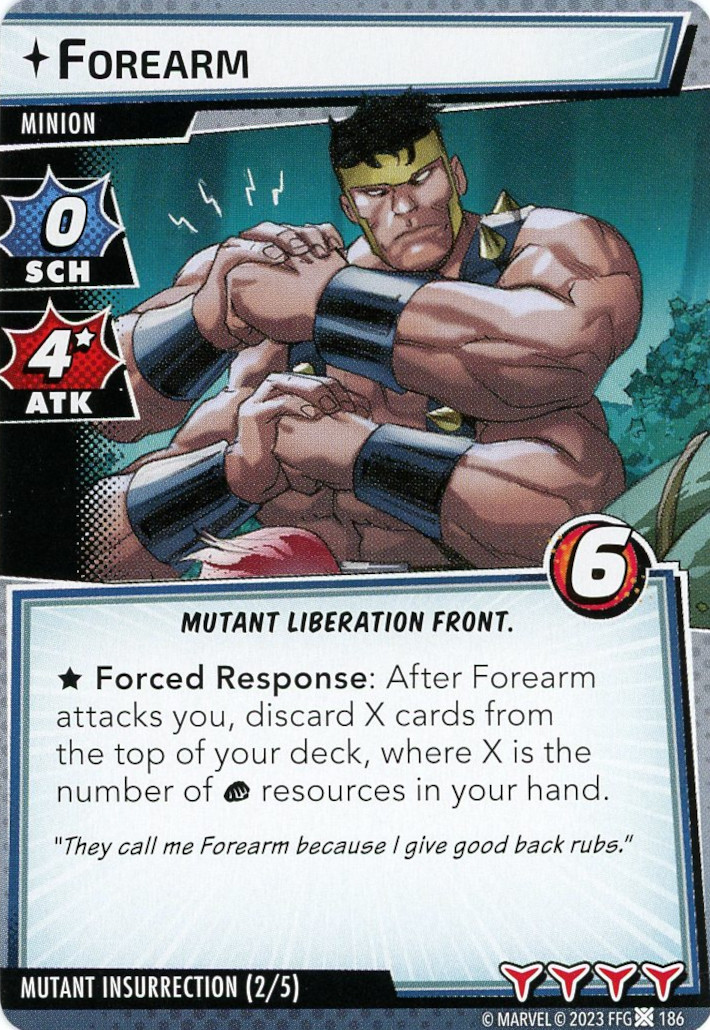 FOREARM
MINION
0
SCH
4
ATK
6
MUTANT LIBERATION FRONT.
Forced Response: After Forearm
attacks you, discard X cards from
the top of your deck, where X is the
number of resources in your hand.
"They call me Forearm because I give good back rubs."
MUTANT INSURRECTION (2/5)
© MARVEL © 2023 FFG 186